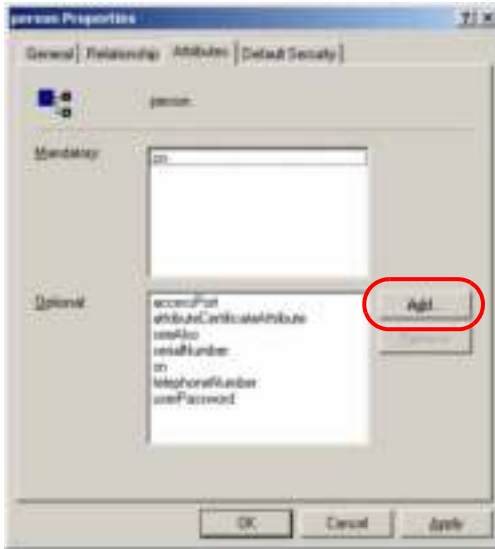 person Properties ? x
General Relationship Attributes Default Security
person
Mandatory:
cn
Optional:
accessPort
attributeCertificateAttribute
seeAlso
serialNumber
sn
telephoneNumber
userPassword
Add...
Remove
OK Cancel Apply